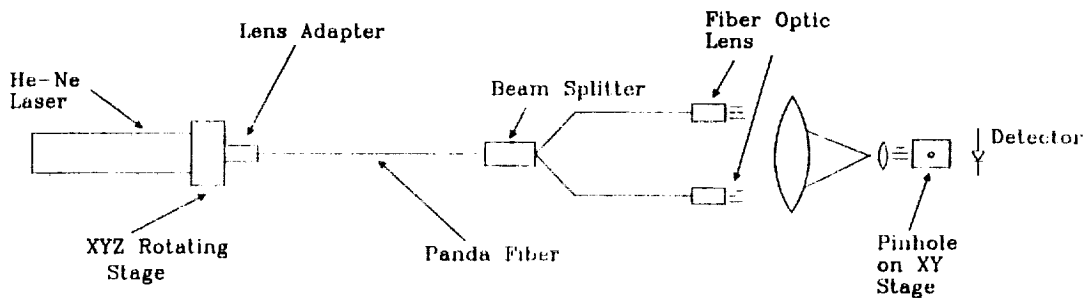 Fiber Optic
Lens
Lens Adapter
He-Ne
Laser
Beam Splitter
Detector
XYZ Rotating
Stage
Panda Fiber
Pinhole
on XY
Stage